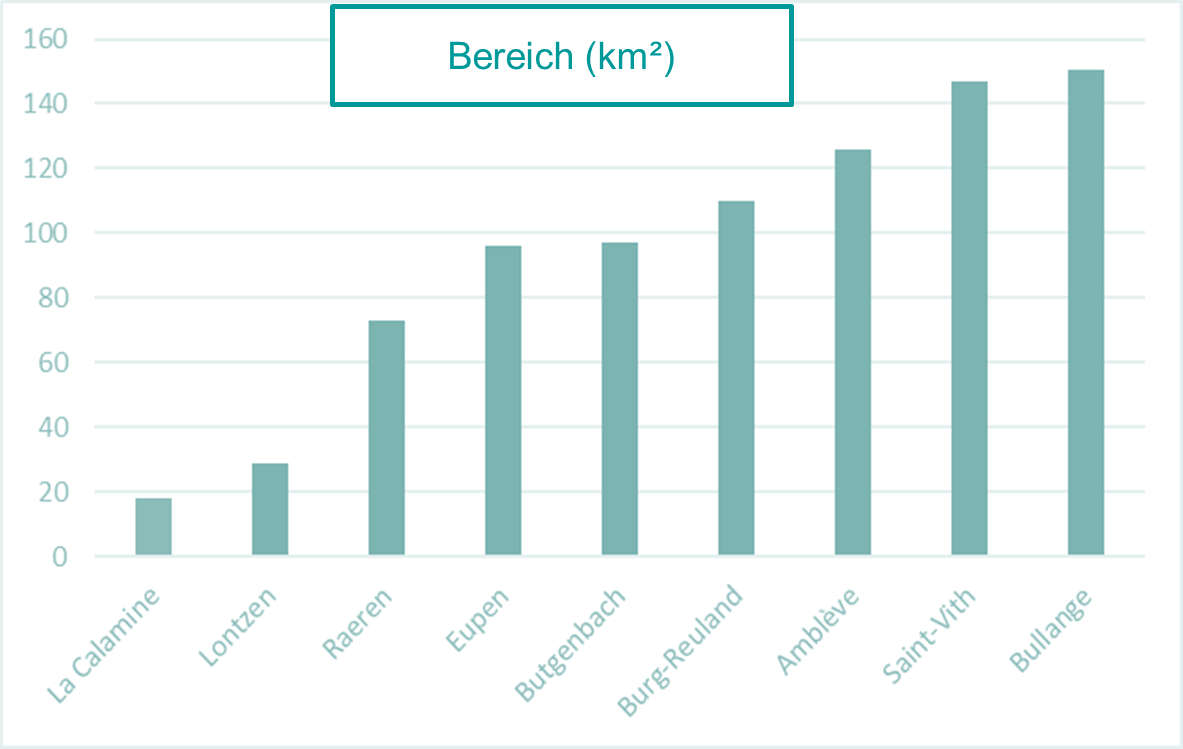 Bereich (km²)
160
140
120
100
80
60
40
20
0
La Calamine
Lontzen
Raeren
Eupen
Butgenbach
Burg-Reuland
Amblève
Saint-Vith
Bullange